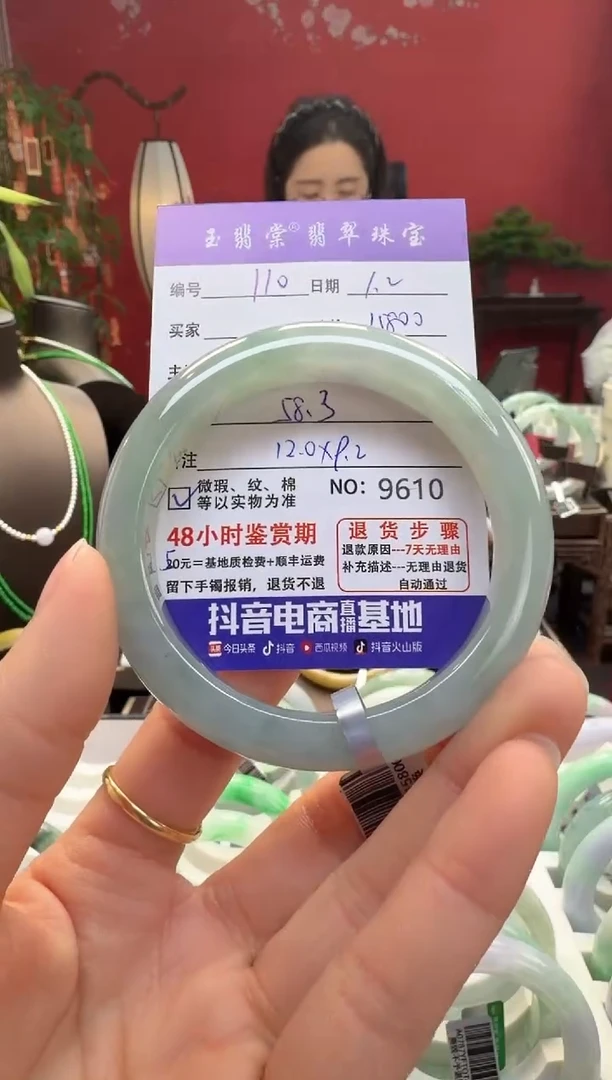 玉翡棠®翡翠珠宝
编号 110 日期 1.2
买家 11800
58.3
注 12.0×9.2
微瑕、纹、棉
等以实物为准
NO: 9610
48小时鉴赏期
50元=基地质检费+顺丰运费
留下手镯报销，退货不退
退货步骤
退款原因---7天无理由
补充描述---无理由退货
自动通过
抖音电商直播基地
头条 今日头条 抖音 西瓜视频 抖音火山版